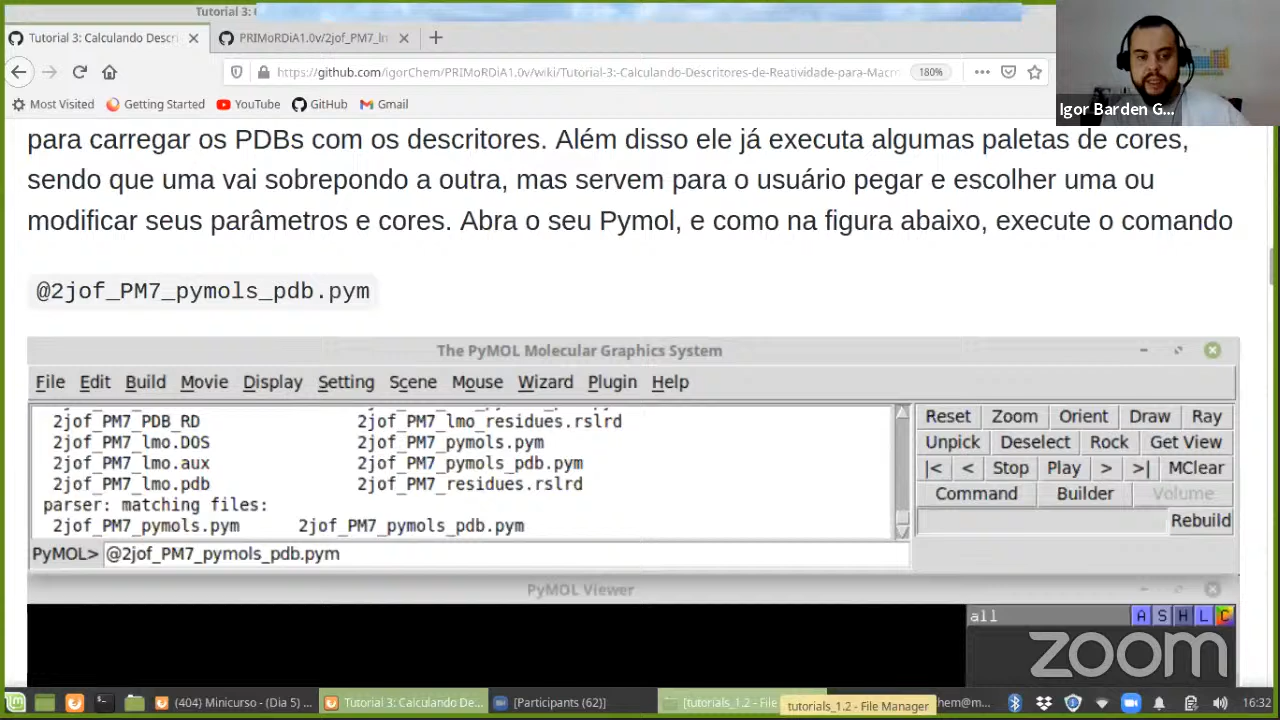 Tutorial 3:
Tutorial 3: Calculando Descri
PRIMoRDiA1.0v/2jof_PM7_ln
https://github.com/igorChem/PRIMoRDiA1.0v/wiki/Tutorial-3:-Calculando-Descritores-de-Reatividade-para-Macrr
180%
Igor Barden G...
Most Visited
Getting Started
YouTube
GitHub
Gmail
para carregar os PDBs com os descritores. Além disso ele já executa algumas paletas de cores,
sendo que uma vai sobrepondo a outra, mas servem para o usuário pegar e escolher uma ou
modificar seus parâmetros e cores. Abra o seu Pymol, e como na figura abaixo, execute o comando
@2jof_PM7_pymols_pdb.pym
The PyMOL Molecular Graphics System
File Edit Build Movie Display Setting Scene Mouse Wizard Plugin Help
2jof_PM7_PDB_RD 2jof_PM7_lmo_residues.rslrd
2jof_PM7_lmo.DOS 2jof_PM7_pymols.pym
2jof_PM7_lmo.aux 2jof_PM7_pymols_pdb.pym
2jof_PM7_lmo.pdb 2jof_PM7_residues.rslrd
parser: matching files:
2jof_PM7_pymols.pym 2jof_PM7_pymols_pdb.pym
PyMOL> @2jof_PM7_pymols_pdb.pym
Reset Zoom Orient Draw Ray
Unpick Deselect Rock Get View
|< < Stop Play > >| MClear
Command Builder Volume
Rebuild
PyMOL Viewer
all A S H L C
zoom
(404) Minicurso - (Dia 5) ...
Tutorial 3: Calculando De...
[Participants (62)]
[tutorials_1.2 - File
tutorials_1.2 - File Manager
hem@m...
16:32